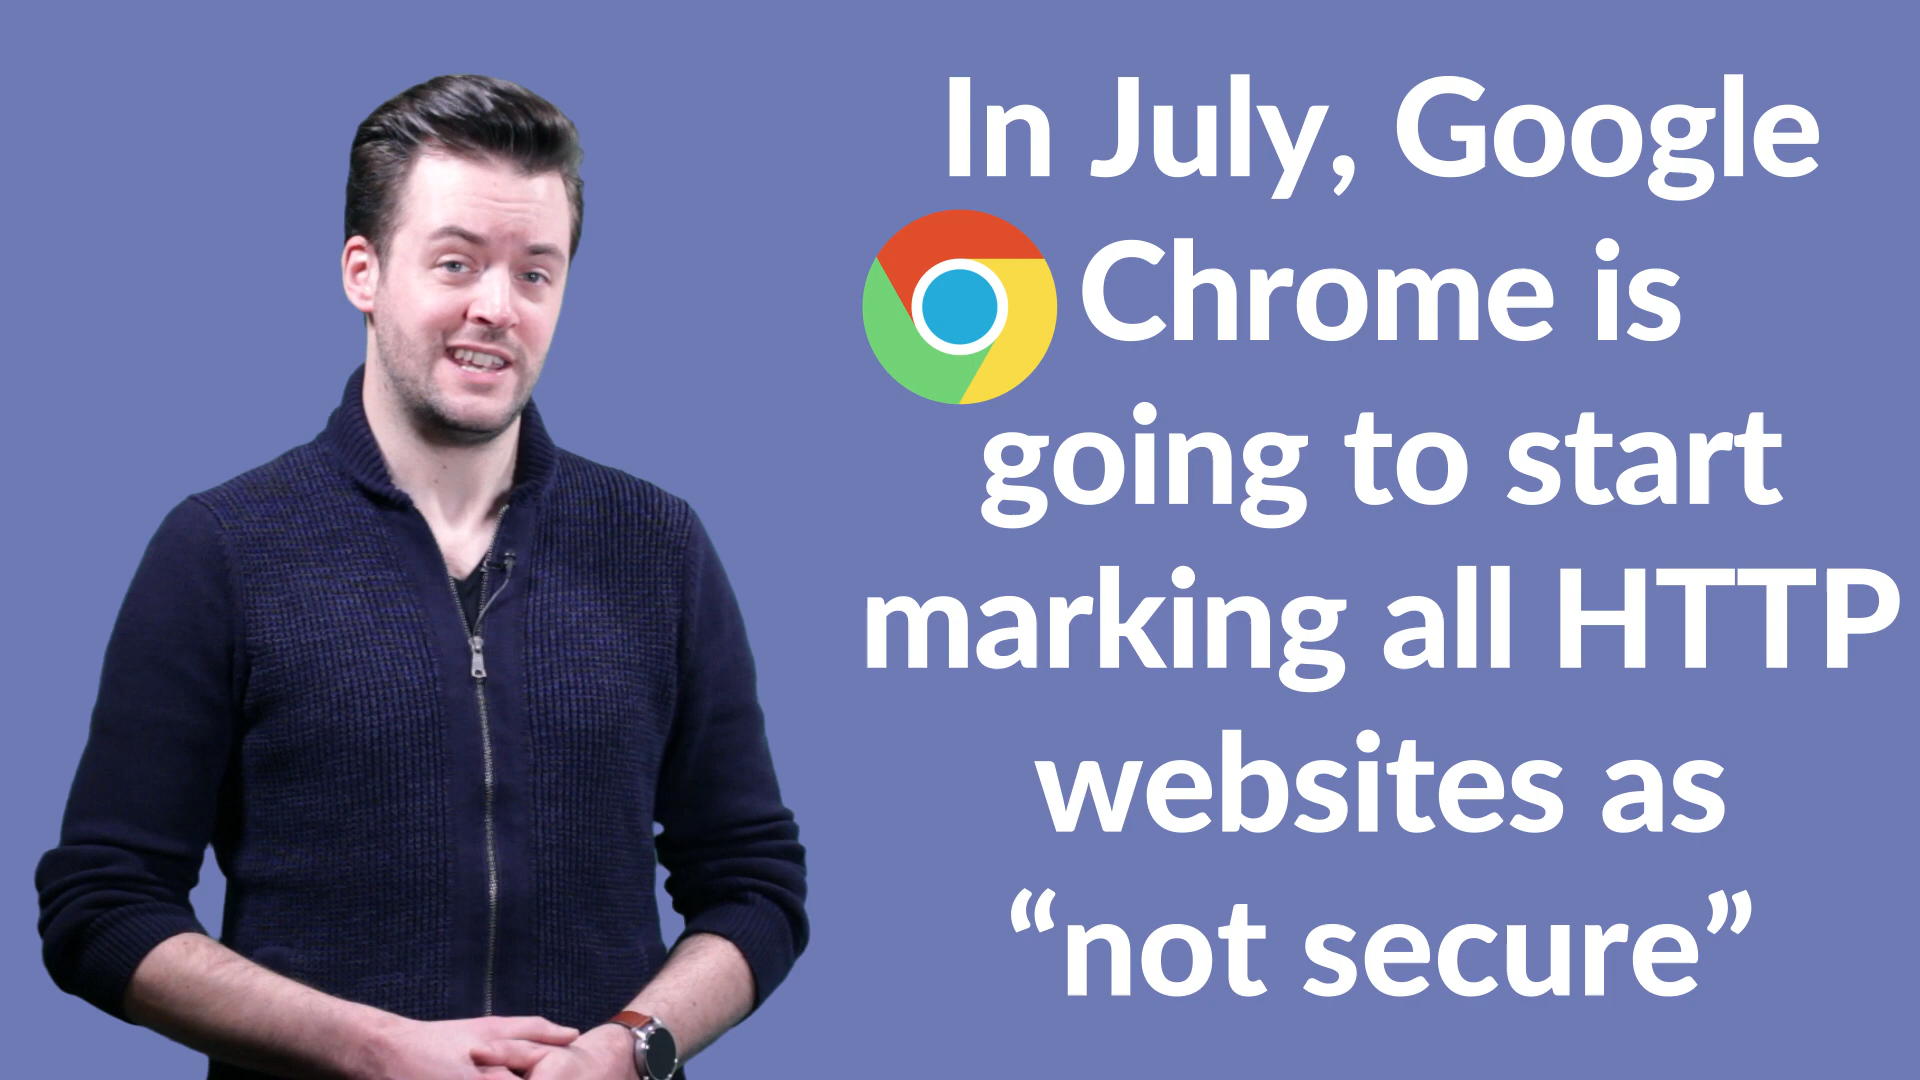 In July, Google
Chrome is
going to start
marking all HTTP
websites as
“not secure”